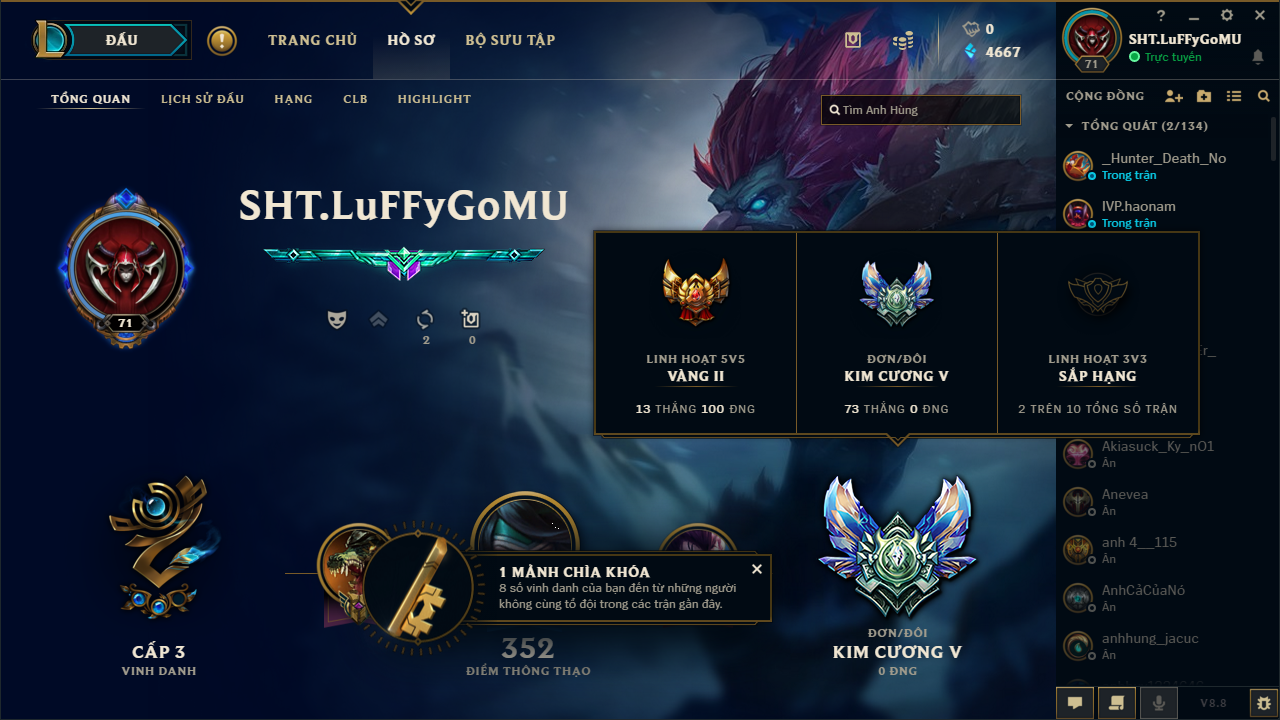 ĐẤU
TRANG CHỦ
HỒ SƠ
BỘ SƯU TẬP
0
4667
?
SHT.LuFFyGoMU
Trực tuyến
71
TỔNG QUAN
LỊCH SỬ ĐẤU
HẠNG
CLB
HIGHLIGHT
Tìm Anh Hùng
CỘNG ĐỒNG
TỔNG QUÁT (2/134)
_Hunter_Death_No
Trong trận
IVP.haonam
Trong trận
SHT.LuFFyGoMU
71
2
0
LINH HOẠT 5V5
VÀNG II
13 THẮNG 100 ĐNG
ĐƠN/ĐÔI
KIM CƯƠNG V
73 THẮNG 0 ĐNG
LINH HOẠT 3V3
SẮP HẠNG
2 TRÊN 10 TỔNG SỐ TRẬN
Akiasuck_Ky_nO1
Ẩn
Anevea
Ẩn
anh 4__115
Ẩn
AnhCảCủaNó
Ẩn
anhhung_jacuc
Ẩn
1 MẢNH CHÌA KHÓA
8 số vinh danh của bạn đến từ những người
không cùng tổ đội trong các trận gần đây.
CẤP 3
VINH DANH
352
ĐIỂM THÔNG THẠO
ĐƠN/ĐÔI
KIM CƯƠNG V
0 ĐNG
V8.8